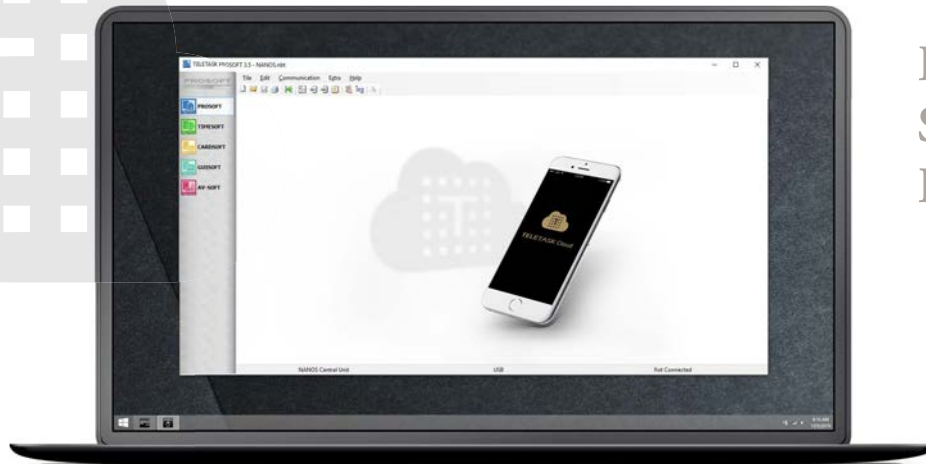 TELETASK PROSOFT 3.5 - NANOS.nbt
File Edit Communication Extra Help
PROSOFT
PROSOFT
TIMESOFT
CARDSOFT
GUISOFT
AV-SOFT
TELETASK Cloud
NANOS Central Unit
USB
Not Connected